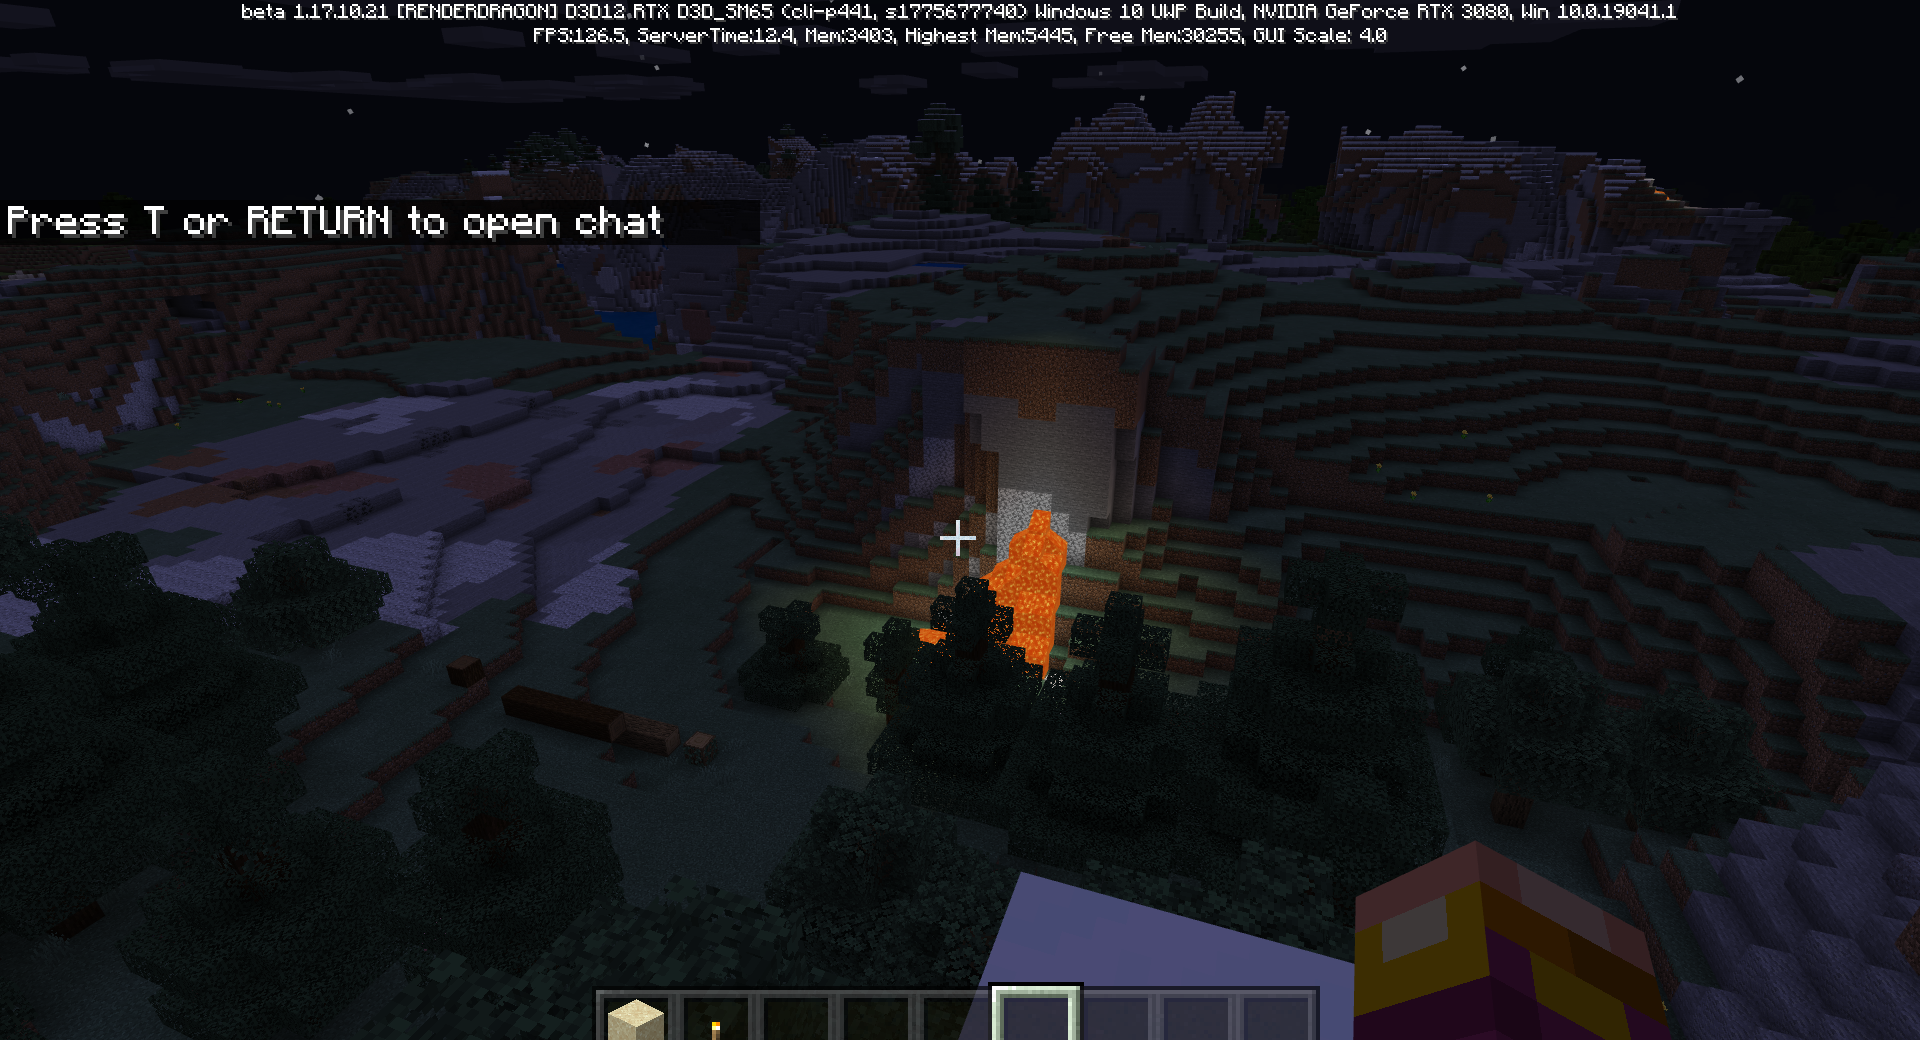 beta 1.17.10.21 [RENDERDRAGON] D3D12.RTX D3D_SM65 (cli-p441, s1775677740) Windows 10 UWP Build, NVIDIA GeForce RTX 3080, Win 10.0.19041.1
FPS:126.5, ServerTime:12.4, Mem:3403, Highest Mem:5445, Free Mem:30255, GUI Scale: 4.0
Press T or RETURN to open chat